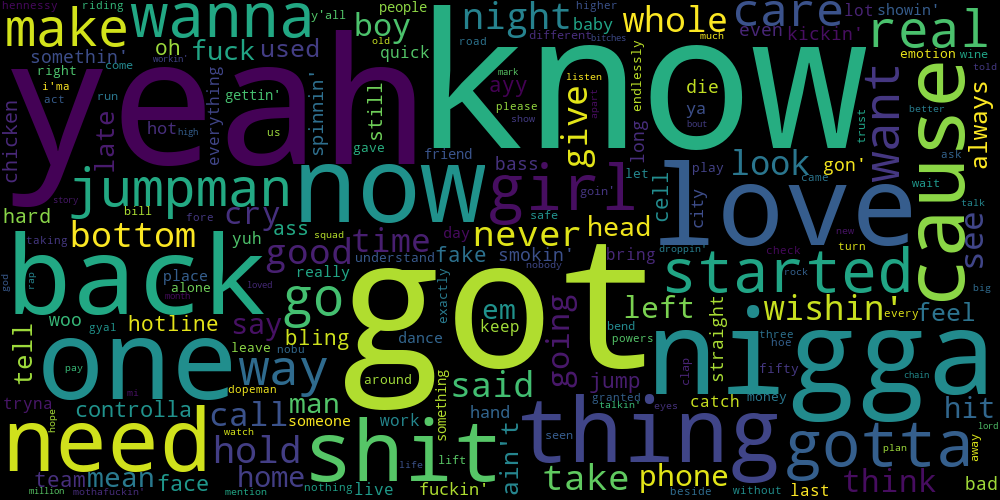 hennessy
riding
y'all
people
higher
care
lot
showin'
make
wanna
boy
night
different
baby
whole
even
kickin'
real
somethin'
oh
fuck
used
quick
road
bitches
much
emotion
wine
told
right
i'ma
come
workin'
old
yeah
know
mark
ayy
listen
die
cause
act
run
gettin'
everything
spinnin'
still
please
show
give
apart
endlessly
ya
want
always
better
chicken
late
hot
high
us
gave
friend
bass
long
bout
trust
ask
jumpman
now
girl
goin'
let
cell
play
look
came
gon'
wait
talk
story
hard
bill
fore
cry
ass
day
safe
never
head
city
love
new
see
bottom
yuh
squad
good
time
fake
smokin'
bring
droppin'
check
turn
big
god
taking
rap
back
place
alone
really
understand
exactly
nobody
started
rock
loved
monin
go
got
em
keep
left
straight
wishin'
every
feel
woo
gyal
hotline
say
bling
dance
going
bend
powers
three
hoe
tell
one
leave
nobu
way
around
said
jump
granted
clap
fifty
nigga
chain
pay
mi
dopeman
something
tryna
controlla
call
man
someone
work
hand
thing
talkin'
eyes
catch
money
hit
lord
hope
need
watch
shit
ain't
seen
gotta
plan
away
hold
home
life
lift
team
mean
face
nothing
live
fuckin'
take
phone
think
bad
million
mothafuckin'
mention
beside
without
last